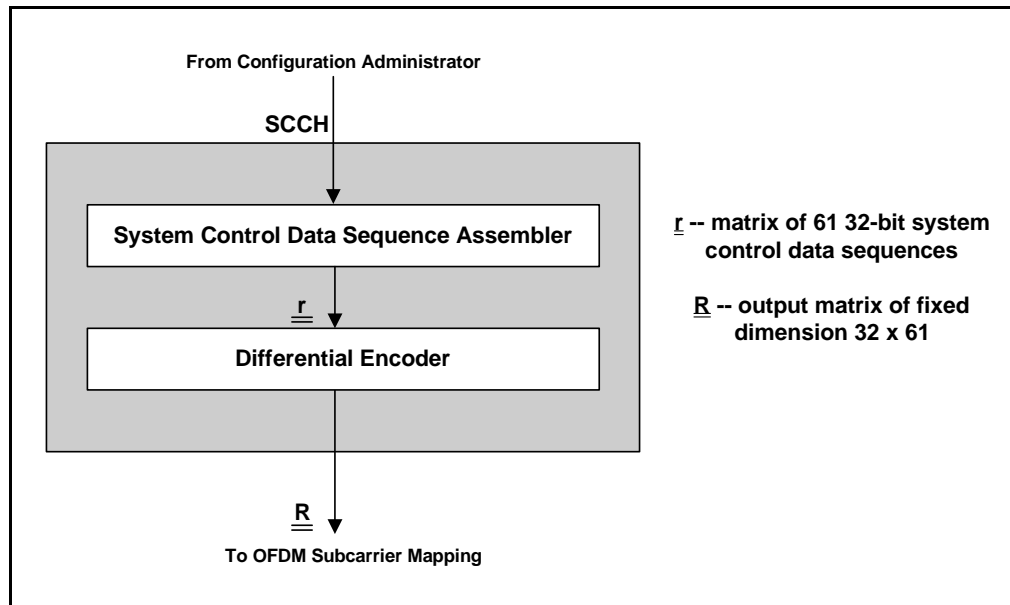 From Configuration Administrator
SCCH
System Control Data Sequence Assembler
r
Differential Encoder
R
To OFDM Subcarrier Mapping
r -- matrix of 61 32-bit system
control data sequences
R -- output matrix of fixed
dimension 32 x 61